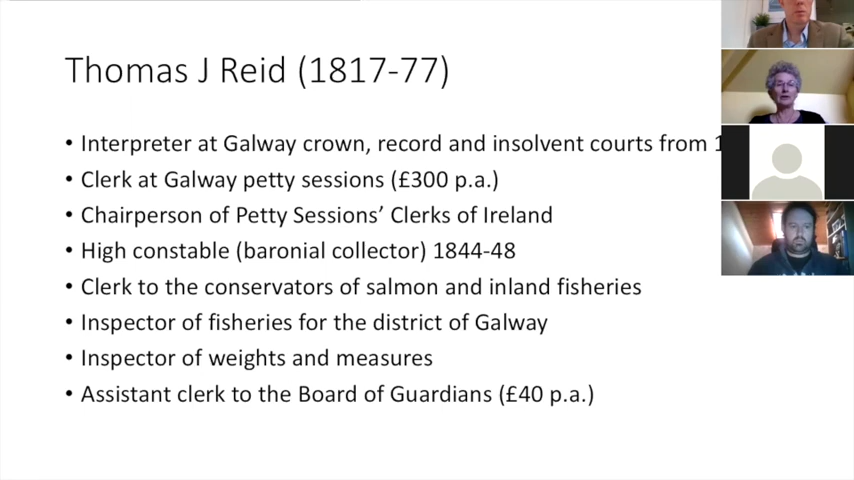 Thomas J Reid (1817-77)
• Interpreter at Galway crown, record and insolvent courts from 1
• Clerk at Galway petty sessions (£300 p.a.)
• Chairperson of Petty Sessions’ Clerks of Ireland
• High constable (baronial collector) 1844-48
• Clerk to the conservators of salmon and inland fisheries
• Inspector of fisheries for the district of Galway
• Inspector of weights and measures
• Assistant clerk to the Board of Guardians (£40 p.a.)